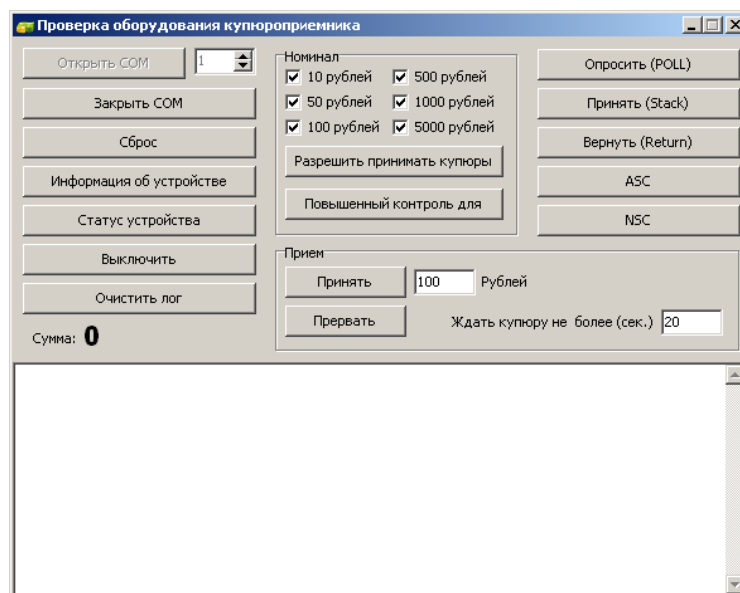 Проверка оборудования купюроприемника
Открыть COM
1
Закрыть COM
Сброс
Информация об устройстве
Статус устройства
Выключить
Очистить лог
Сумма: 0
Номинал
10 рублей 500 рублей
50 рублей 1000 рублей
100 рублей 5000 рублей
Разрешить принимать купюры
Повышенный контроль для
Опросить (POLL)
Принять (Stack)
Вернуть (Return)
ASC
NSC
Прием
Принять 100 Рублей
Прервать Ждать купюру не более (сек.) 20